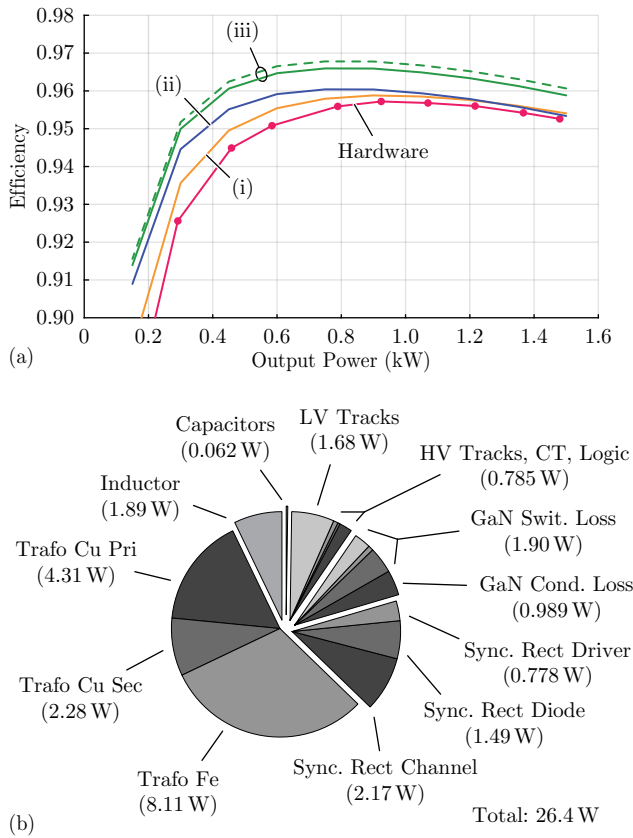 0.98
0.97
0.96
0.95
0.94
0.93
0.92
0.91
0.90
Efficiency
(iii)
(ii)
(i)
Hardware
0
0.2
0.4
0.6
0.8
1.0
1.2
1.4
1.6
Output Power (kW)
(a)
Capacitors
(0.062 W)
LV Tracks
(1.68 W)
HV Tracks, CT, Logic
(0.785 W)
Inductor
(1.89 W)
GaN Swit. Loss
(1.90 W)
Trafo Cu Pri
(4.31 W)
GaN Cond. Loss
(0.989 W)
Sync. Rect Driver
(0.778 W)
Trafo Cu Sec
(2.28 W)
Sync. Rect Diode
(1.49 W)
Trafo Fe
(8.11 W)
Sync. Rect Channel
(2.17 W)
(b)
Total: 26.4 W